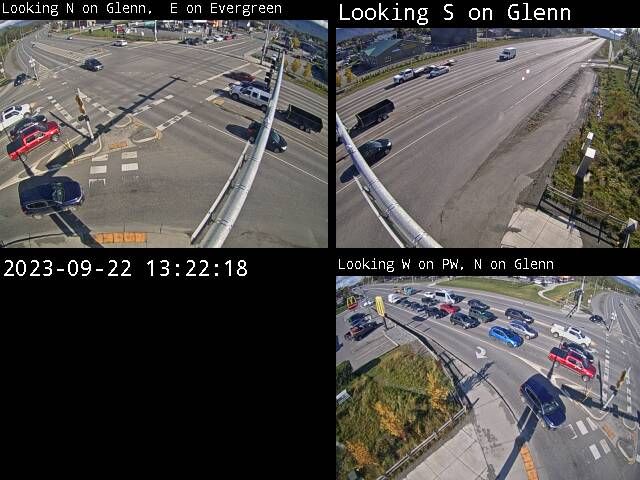 Looking N on Glenn, E on Evergreen
Looking S on Glenn
2023-09-22 13:22:18
Looking W on PW, N on Glenn